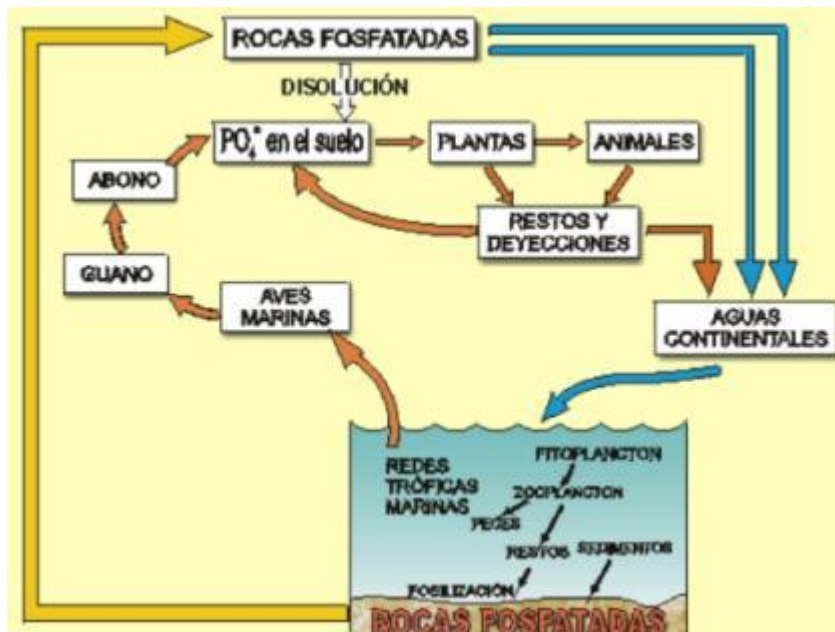 ROCAS FOSFATADAS
DISOLUCIÓN
PO₄⁼ en el suelo
PLANTAS
ANIMALES
ABONO
RESTOS Y
DEYECCIONES
GUANO
AVES
MARINAS
AGUAS
CONTINENTALES
REDES
TRÓFICAS
MARINAS
FITOPLANCTON
ZOOPLANCTON
PECES
RESTOS
SEDIMENTOS
FOSILIZACIÓN
ROCAS FOSFATADAS